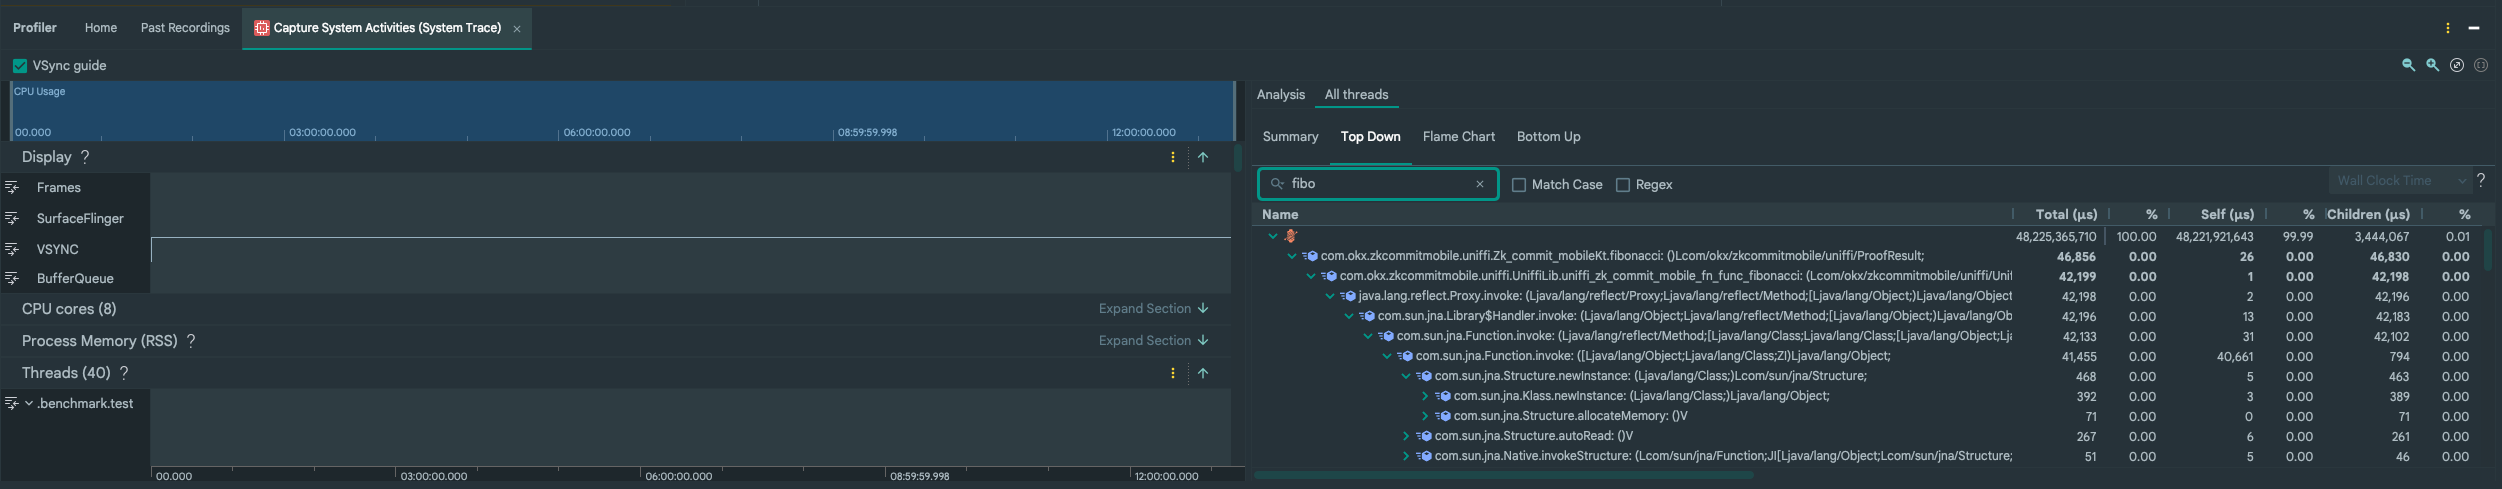 Profiler Home Past Recordings Capture System Activities (System Trace)
VSync guide
CPU Usage
00.000 03:00:00.000 06:00:00.000 08:59:59.998 12:00:00.000
Display ?
Frames
SurfaceFlinger
VSYNC
BufferQueue
CPU cores (8) Expand Section
Process Memory (RSS) ? Expand Section
Threads (40) ?
.benchmark.test
00.000 03:00:00.000 06:00:00.000 08:59:59.998 12:00:00.000
Analysis All threads
Summary Top Down Flame Chart Bottom Up
fibo Match Case Regex Wall Clock Time ?
Name Total (μs) % Self (μs) % Children (μs) %
48,225,365,710 100.00 48,221,921,643 99.99 3,444,067 0.01
com.okx.zkcommitmobile.uniffi.Zk_commit_mobileKt.fibonacci: ()Lcom/okx/zkcommitmobile/uniffi/ProofResult; 46,856 0.00 26 0.00 46,830 0.00
com.okx.zkcommitmobile.uniffi.UniffiLib.uniffi_zk_commit_mobile_fn_func_fibonacci: (Lcom/okx/zkcommitmobile/uniffi/Unif 42,199 0.00 1 0.00 42,198 0.00
java.lang.reflect.Proxy.invoke: (Ljava/lang/reflect/Proxy;Ljava/lang/reflect/Method;[Ljava/lang/Object;)Ljava/lang/Object 42,198 0.00 2 0.00 42,196 0.00
com.sun.jna.Library$Handler.invoke: (Ljava/lang/Object;Ljava/lang/reflect/Method;[Ljava/lang/Object;)Ljava/lang/Ob 42,196 0.00 13 0.00 42,183 0.00
com.sun.jna.Function.invoke: (Ljava/lang/reflect/Method;[Ljava/lang/Class;Ljava/lang/Class;[Ljava/lang/Object;Lj 42,133 0.00 31 0.00 42,102 0.00
com.sun.jna.Function.invoke: ([Ljava/lang/Object;Ljava/lang/Class;ZI)Ljava/lang/Object; 41,455 0.00 40,661 0.00 794 0.00
com.sun.jna.Structure.newInstance: (Ljava/lang/Class;)Lcom/sun/jna/Structure; 468 0.00 5 0.00 463 0.00
com.sun.jna.Klass.newInstance: (Ljava/lang/Class;)Ljava/lang/Object; 392 0.00 3 0.00 389 0.00
com.sun.jna.Structure.allocateMemory: ()V 71 0.00 0 0.00 71 0.00
com.sun.jna.Structure.autoRead: ()V 267 0.00 6 0.00 261 0.00
com.sun.jna.Native.invokeStructure: (Lcom/sun/jna/Function;JI[Ljava/lang/Object;Lcom/sun/jna/Structure; 51 0.00 5 0.00 46 0.00